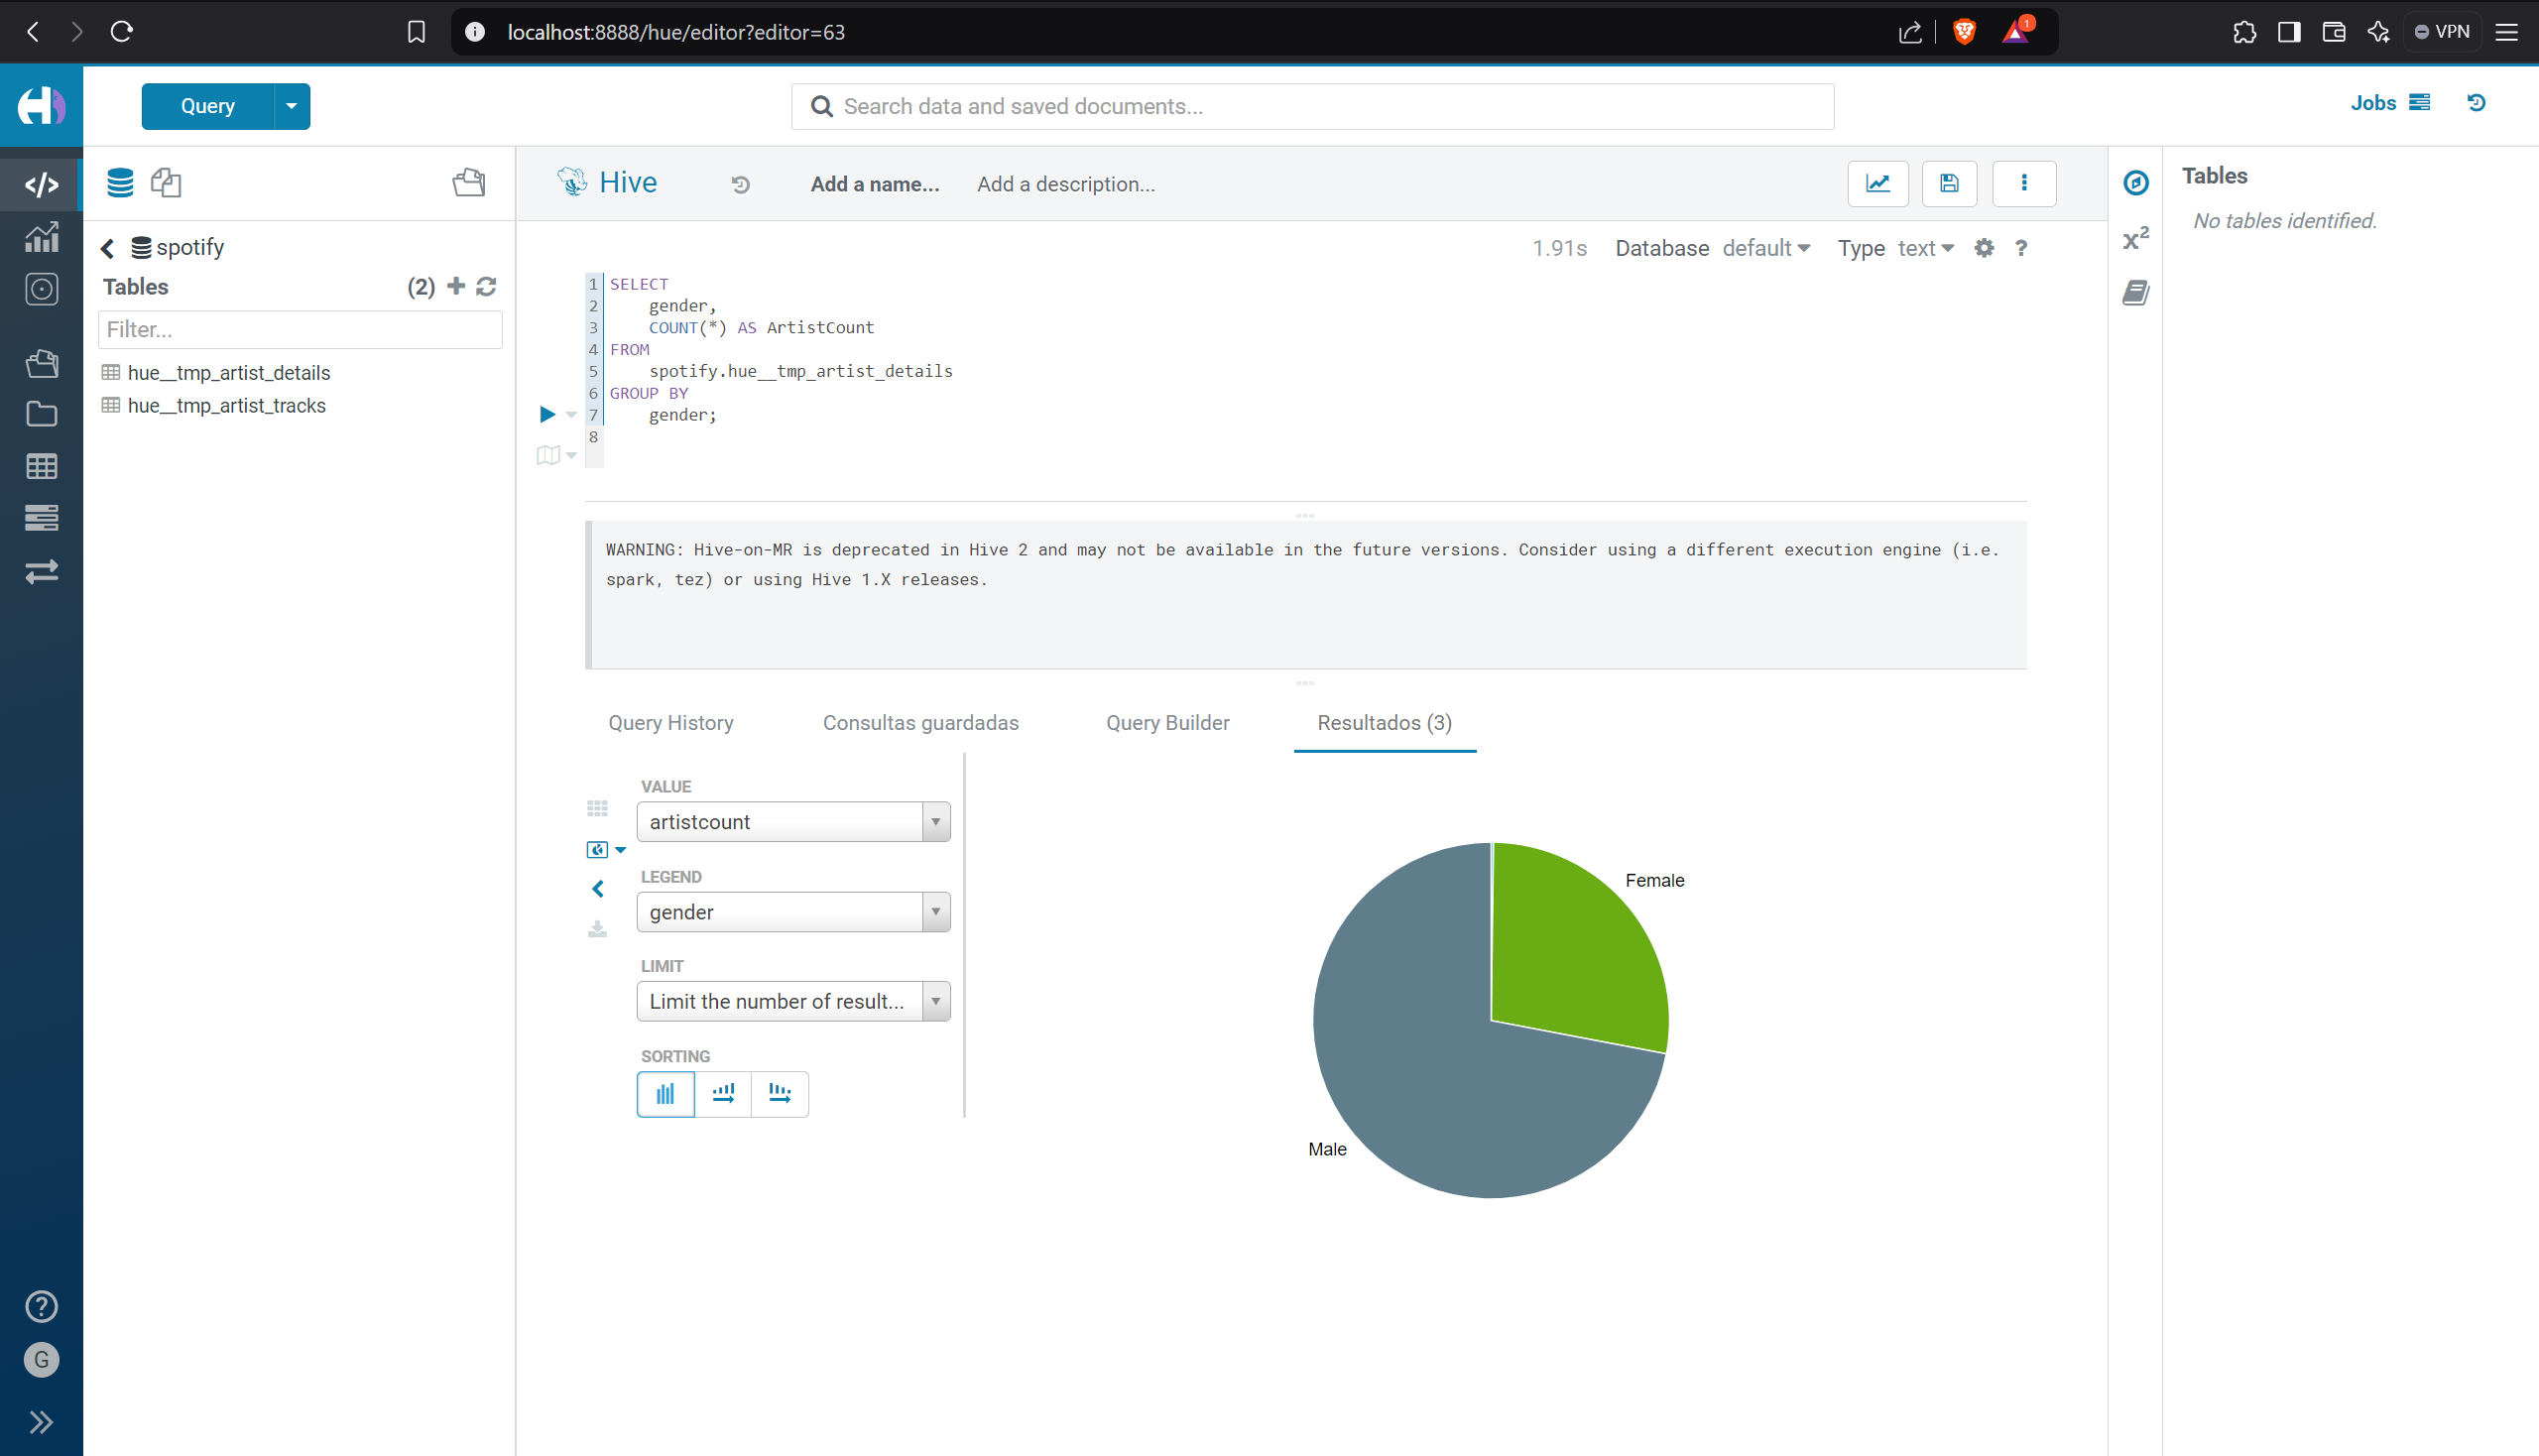 localhost:8888/hue/editor?editor=63
1
VPN
Query
Search data and saved documents...
Jobs
spotify
Tables
(2)
Filter...
hue__tmp_artist_details
hue__tmp_artist_tracks
Hive
Add a name...
Add a description...
1.91s
Database default
Type text
?
1 SELECT
2 gender,
3 COUNT(*) AS ArtistCount
4 FROM
5 spotify.hue__tmp_artist_details
6 GROUP BY
7 gender;
8
WARNING: Hive-on-MR is deprecated in Hive 2 and may not be available in the future versions. Consider using a different execution engine (i.e.
spark, tez) or using Hive 1.X releases.
Query History
Consultas guardadas
Query Builder
Resultados (3)
VALUE
artistcount
LEGEND
gender
LIMIT
Limit the number of result...
SORTING
Female
Male
Tables
No tables identified.
x²
G